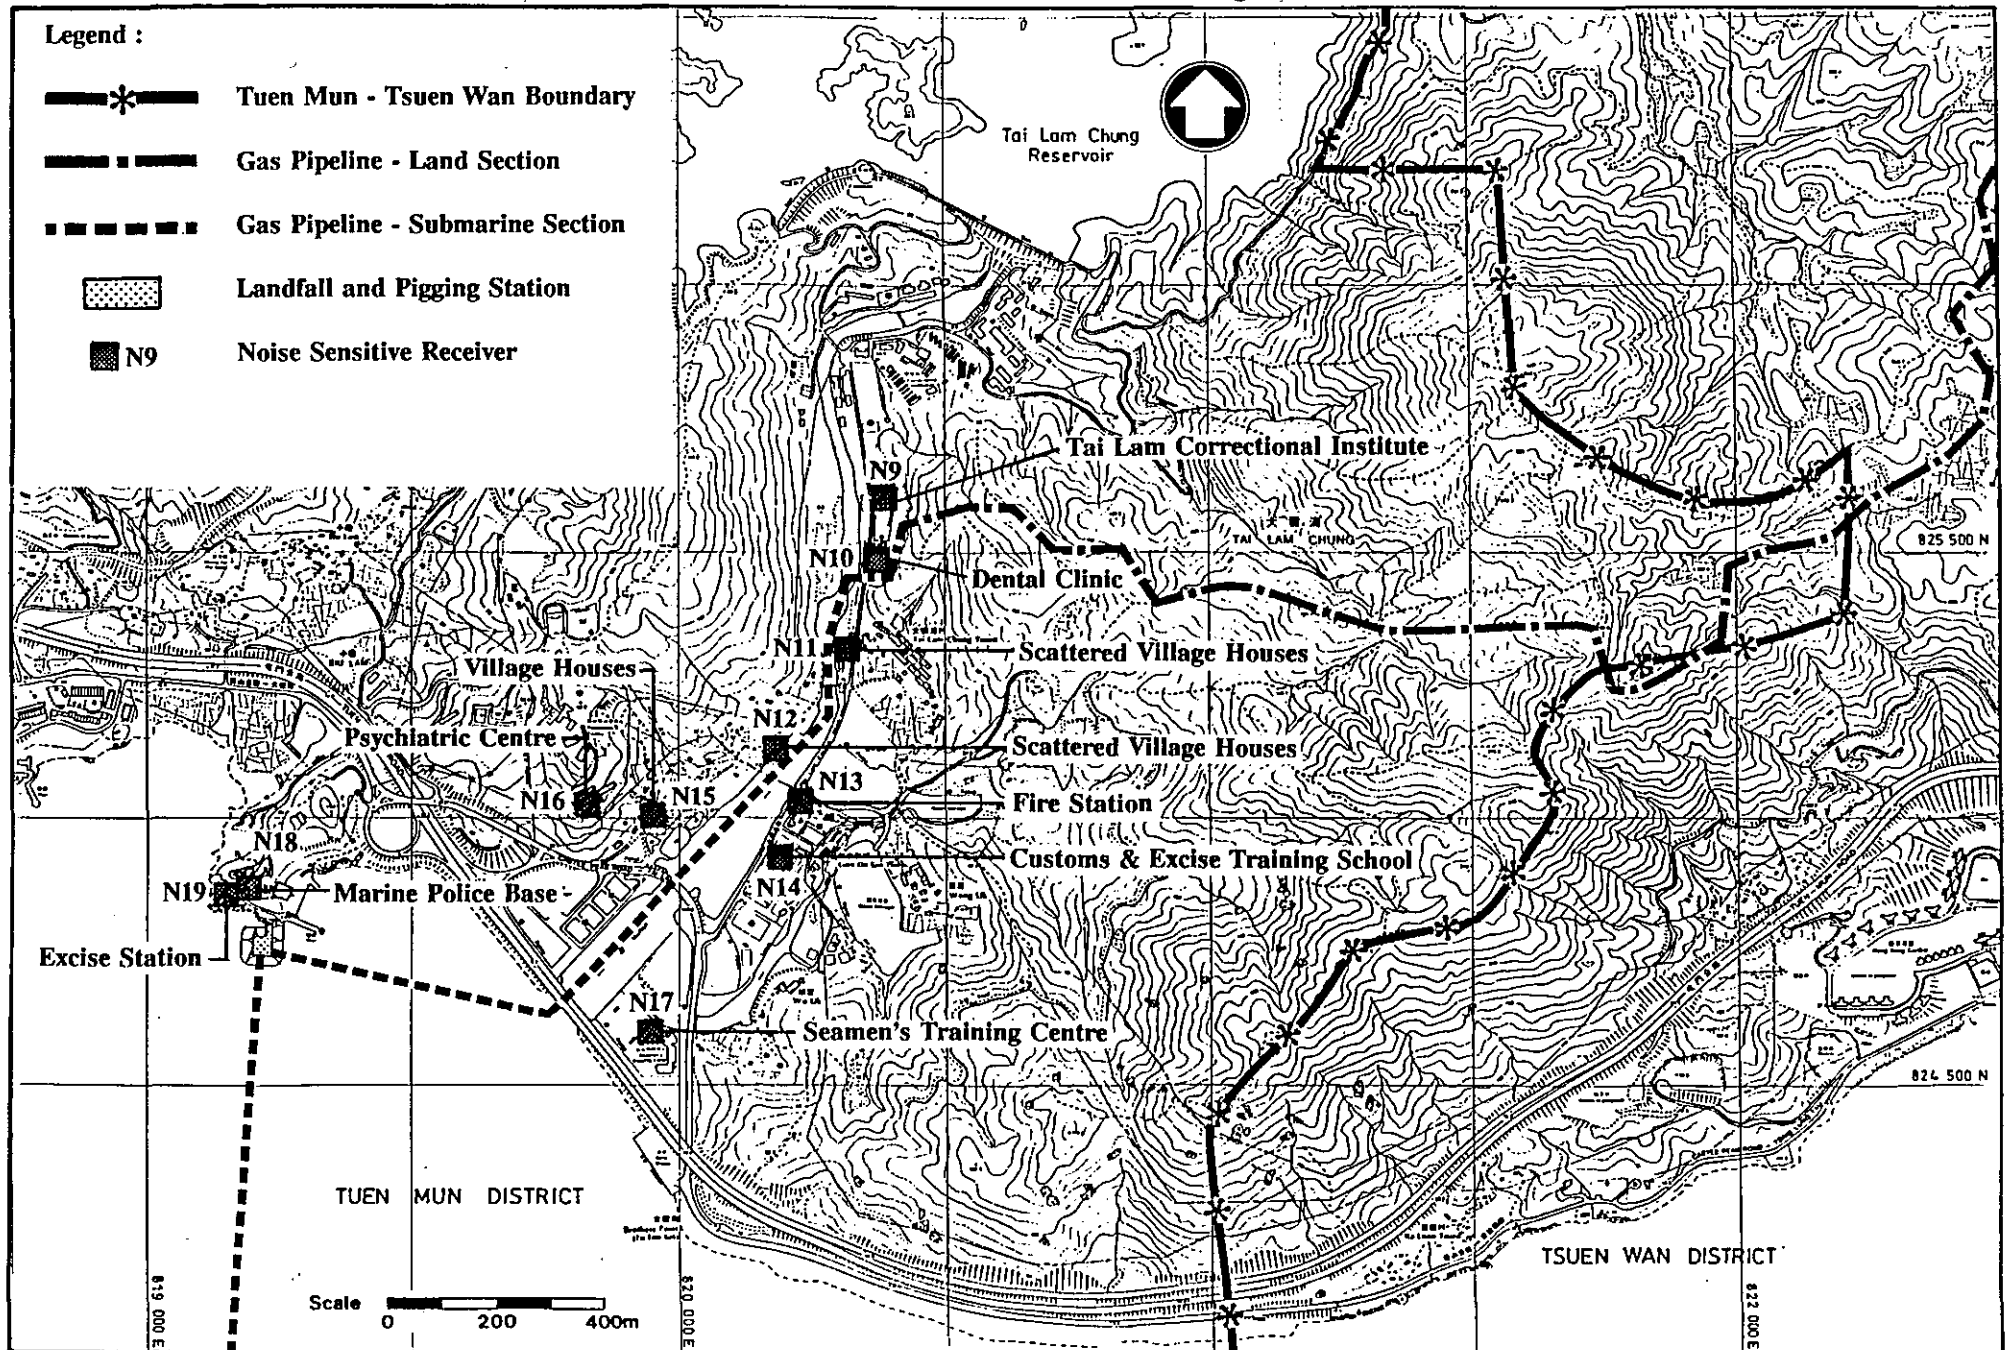 Legend :
Tuen Mun - Tsuen Wan Boundary
Gas Pipeline - Land Section
Gas Pipeline - Submarine Section
Landfall and Pigging Station
N9
Noise Sensitive Receiver
Tai Lam Chung
Reservoir
Tai Lam Correctional Institute
N9
TAI LAM CHUNG
825 500 N
N10
Dental Clinic
N11
Scattered Village Houses
Village Houses
N12
Psychiatric Centre
Scattered Village Houses
N13
N16
N15
Fire Station
N18
Customs & Excise Training School
N14
N19
Marine Police Base
Excise Station
N17
Seamen's Training Centre
824 500 N
TUEN MUN DISTRICT
TSUEN WAN DISTRICT
819 000 E
820 000 E
822 000 E
Scale
0 200 400m